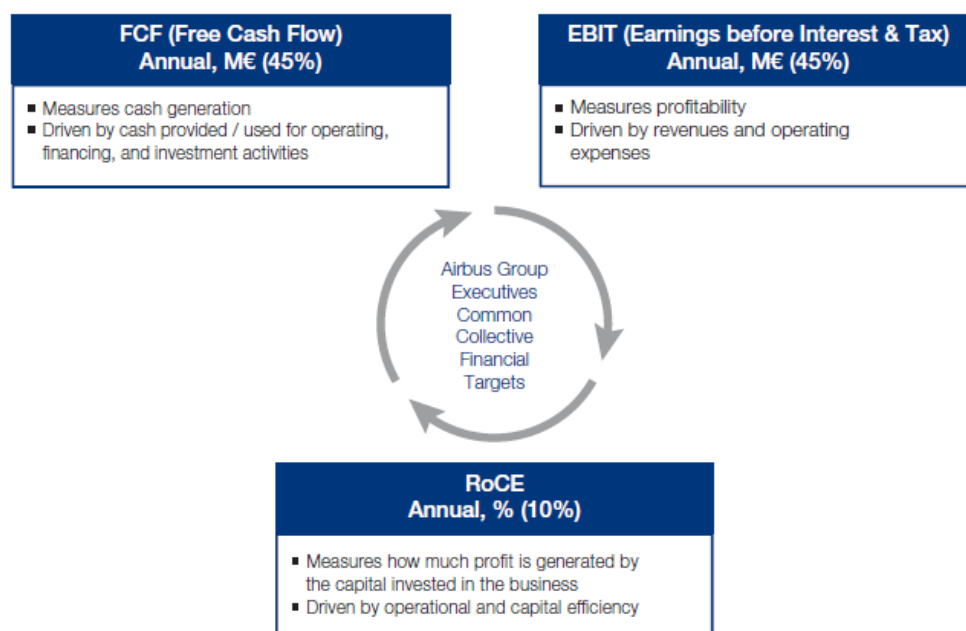 FCF (Free Cash Flow)
Annual, M€ (45%)
▪ Measures cash generation
▪ Driven by cash provided / used for operating,
financing, and investment activities
EBIT (Earnings before Interest & Tax)
Annual, M€ (45%)
▪ Measures profitability
▪ Driven by revenues and operating
expenses
Airbus Group
Executives
Common
Collective
Financial
Targets
RoCE
Annual, % (10%)
▪ Measures how much profit is generated by
the capital invested in the business
▪ Driven by operational and capital efficiency